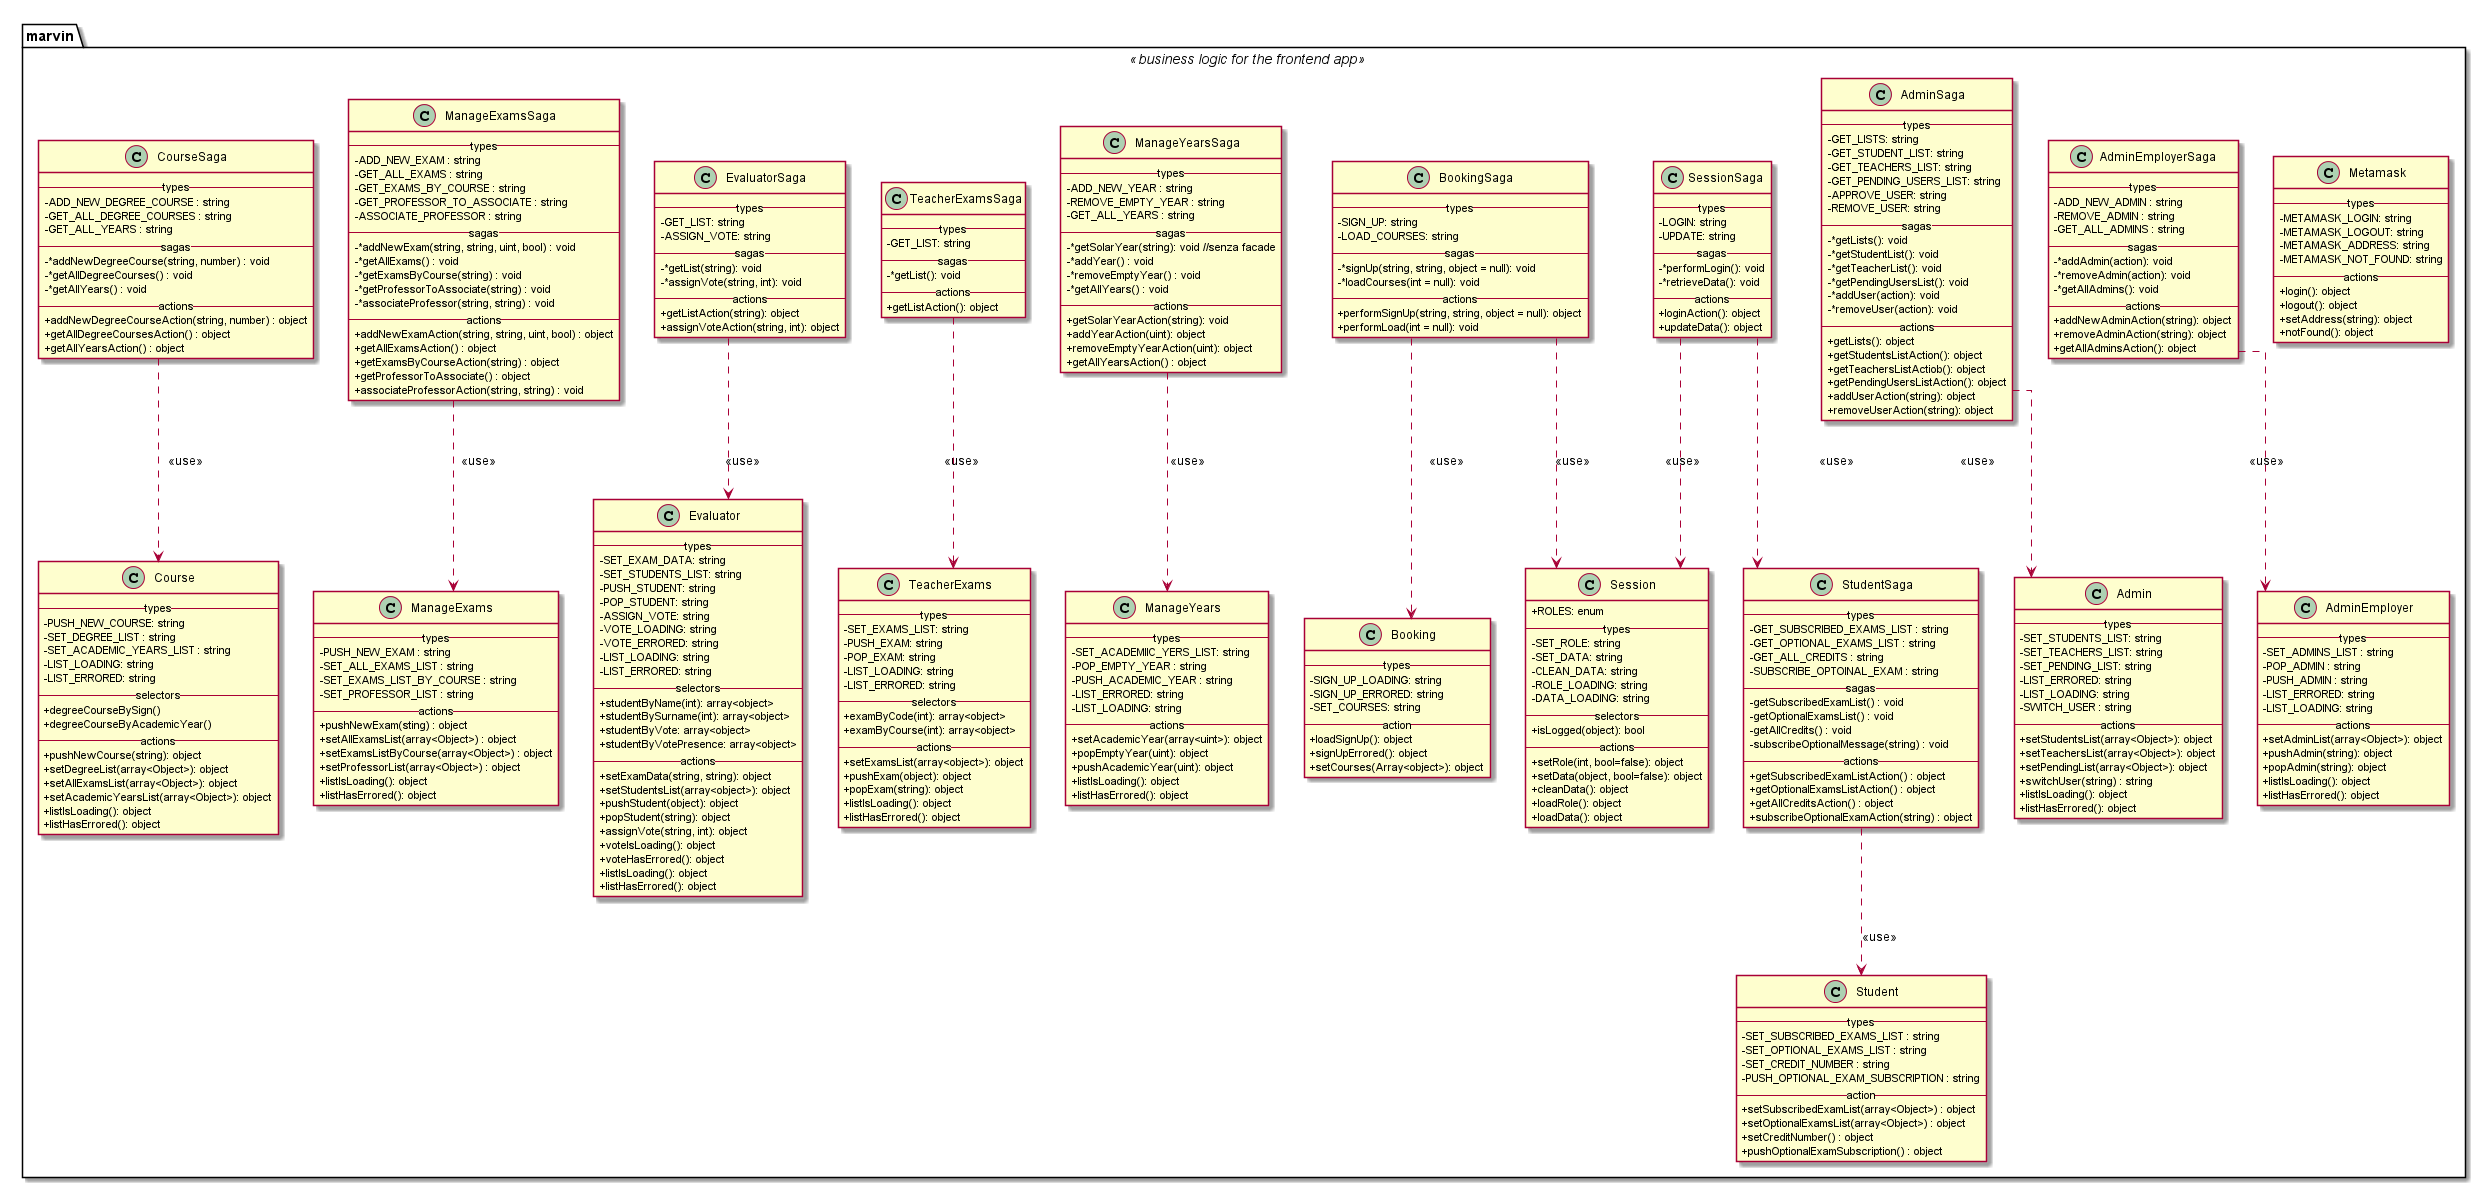 marvin
«business logic for the frontend app»
CourseSaga
types
-ADD_NEW_DEGREE_COURSE : string
-GET_ALL_DEGREE_COURSES : string
-GET_ALL_YEARS : string
sagas
-*addNewDegreeCourse(string, number) : void
-*getAllDegreeCourses() : void
-*getAllYears() : void
actions
+addNewDegreeCourseAction(string, number) : object
+getAllDegreeCoursesAction() : object
+getAllYearsAction() : object
ManageExamsSaga
types
-ADD_NEW_EXAM : string
-GET_ALL_EXAMS : string
-GET_EXAMS_BY_COURSE : string
-GET_PROFESSOR_TO_ASSOCIATE : string
-ASSOCIATE_PROFESSOR : string
sagas
-*addNewExam(string, string, uint, bool) : void
-*getAllExams() : void
-*getExamsByCourse(string) : void
-*getProfessorToAssociate(string) : void
-*associateProfessor(string, string) : void
actions
+addNewExamAction(string, string, uint, bool) : object
+getAllExamsAction() : object
+getExamsByCourseAction(string) : object
+getProfessorToAssociate() : object
+associateProfessorAction(string, string) : void
EvaluatorSaga
types
-GET_LIST: string
-ASSIGN_VOTE: string
sagas
-*getList(string): void
-*assignVote(string, int): void
actions
+getListAction(string): object
+assignVoteAction(string, int): object
TeacherExamsSaga
types
-GET_LIST: string
sagas
-*getList(): void
actions
+getListAction(): object
ManageYearsSaga
types
-ADD_NEW_YEAR : string
-REMOVE_EMPTY_YEAR : string
-GET_ALL_YEARS : string
sagas
-*getSolarYear(string): void //senza facade
-*addYear() : void
-*removeEmptyYear() : void
-*getAllYears() : void
actions
+getSolarYearAction(string): void
+addYearAction(uint): object
+removeEmptyYearAction(uint): object
+getAllYearsAction() : object
BookingSaga
types
-SIGN_UP: string
-LOAD_COURSES: string
sagas
-*signUp(string, string, object = null): void
-*loadCourses(int = null): void
actions
+performSignUp(string, string, object = null): object
+performLoad(int = null): void
SessionSaga
types
-LOGIN: string
-UPDATE: string
sagas
-*performLogin(): void
-*retrieveData(): void
actions
+loginAction(): object
+updateData(): object
AdminSaga
types
-GET_LISTS: string
-GET_STUDENT_LIST: string
-GET_TEACHERS_LIST: string
-GET_PENDING_USERS_LIST: string
-APPROVE_USER: string
-REMOVE_USER: string
sagas
-*getLists(): void
-*getStudentList(): void
-*getTeacherList(): void
-*getPendingUsersList(): void
-*addUser(action): void
-*removeUser(action): void
actions
+getLists(): object
+getStudentsListAction(): object
+getTeachersListActiob(): object
+getPendingUsersListAction(): object
+addUserAction(string): object
+removeUserAction(string): object
AdminEmployerSaga
types
-ADD_NEW_ADMIN : string
-REMOVE_ADMIN : string
-GET_ALL_ADMINS : string
sagas
-*addAdmin(action): void
-*removeAdmin(action): void
-*getAllAdmins(): void
actions
+addNewAdminAction(string): object
+removeAdminAction(string): object
+getAllAdminsAction(): object
Metamask
types
-METAMASK_LOGIN: string
-METAMASK_LOGOUT: string
-METAMASK_ADDRESS: string
-METAMASK_NOT_FOUND: string
actions
+login(): object
+logout(): object
+setAddress(string): object
+notFound(): object
«use»
«use»
«use»
«use»
«use»
«use»
«use»
«use»
«use»
«use»
«use»
Course
types
-PUSH_NEW_COURSE: string
-SET_DEGREE_LIST : string
-SET_ACADEMIC_YEARS_LIST : string
-LIST_LOADING: string
-LIST_ERRORED: string
selectors
+degreeCourseBySign()
+degreeCourseByAcademicYear()
actions
+pushNewCourse(string): object
+setDegreeList(array<Object>): object
+setAllExamsList(array<Object>): object
+setAcademicYearsList(array<Object>): object
+listIsLoading(): object
+listHasErrored(): object
ManageExams
types
-PUSH_NEW_EXAM : string
-SET_ALL_EXAMS_LIST : string
-SET_EXAMS_LIST_BY_COURSE : string
-SET_PROFESSOR_LIST : string
actions
+pushNewExam(sting) : object
+setAllExamsList(array<Object>) : object
+setExamsListByCourse(array<Object>) : object
+setProfessorList(array<Object>) : object
+listIsLoading() : object
+listHasErrored(): object
Evaluator
types
-SET_EXAM_DATA: string
-SET_STUDENTS_LIST: string
-PUSH_STUDENT: string
-POP_STUDENT: string
-ASSIGN_VOTE: string
-VOTE_LOADING: string
-VOTE_ERRORED: string
-LIST_LOADING: string
-LIST_ERRORED: string
selectors
+studentByName(int): array<object>
+studentBySurname(int): array<object>
+studentByVote: array<object>
+studentByVotePresence: array<object>
actions
+setExamData(string, string): object
+setStudentsList(array<object>): object
+pushStudent(object): object
+popStudent(string): object
+assignVote(string, int): object
+voteIsLoading(): object
+voteHasErrored(): object
+listIsLoading(): object
+listHasErrored(): object
TeacherExams
types
-SET_EXAMS_LIST: string
-PUSH_EXAM: string
-POP_EXAM: string
-LIST_LOADING: string
-LIST_ERRORED: string
selectors
+examByCode(int): array<object>
+examByCourse(int): array<object>
actions
+setExamsList(array<object>): object
+pushExam(object): object
+popExam(string): object
+listIsLoading(): object
+listHasErrored(): object
ManageYears
types
-SET_ACADEMIIC_YERS_LIST: string
-POP_EMPTY_YEAR : string
-PUSH_ACADEMIC_YEAR : string
-LIST_ERRORED: string
-LIST_LOADING: string
actions
+setAcademicYear(array<uint>): object
+popEmptyYear(uint): object
+pushAcademicYear(uint): object
+listIsLoading(): object
+listHasErrored(): object
Booking
types
-SIGN_UP_LOADING: string
-SIGN_UP_ERRORED: string
-SET_COURSES: string
action
+loadSignUp(): object
+signUpErrored(): object
+setCourses(Array<object>): object
Session
+ROLES: enum
types
-SET_ROLE: string
-SET_DATA: string
-CLEAN_DATA: string
-ROLE_LOADING: string
-DATA_LOADING: string
selectors
+isLogged(object): bool
actions
+setRole(int, bool=false): object
+setData(object, bool=false): object
+cleanData(): object
+loadRole(): object
+loadData(): object
StudentSaga
types
-GET_SUBSCRIBED_EXAMS_LIST : string
-GET_OPTIONAL_EXAMS_LIST : string
-GET_ALL_CREDITS : string
-SUBSCRIBE_OPTOINAL_EXAM : string
sagas
-getSubscribedExamList() : void
-getOptionalExamsList() : void
-getAllCredits() : void
-subscribeOptionalMessage(string) : void
actions
+getSubscribedExamListAction() : object
+getOptionalExamsListAction() : object
+getAllCreditsAction() : object
+subscribeOptionalExamAction(string) : object
Admin
types
-SET_STUDENTS_LIST: string
-SET_TEACHERS_LIST: string
-SET_PENDING_LIST: string
-LIST_ERRORED: string
-LIST_LOADING: string
-SWITCH_USER : string
actions
+setStudentsList(array<Object>): object
+setTeachersList(array<Object>): object
+setPendingList(array<Object>): object
+switchUser(string) : string
+listIsLoading(): object
+listHasErrored(): object
AdminEmployer
types
-SET_ADMINS_LIST : string
-POP_ADMIN : string
-PUSH_ADMIN : string
-LIST_ERRORED: string
-LIST_LOADING: string
actions
+setAdminList(array<Object>): object
+pushAdmin(string): object
+popAdmin(string): object
+listIsLoading(): object
+listHasErrored(): object
«use»
Student
types
-SET_SUBSCRIBED_EXAMS_LIST : string
-SET_OPTIONAL_EXAMS_LIST : string
-SET_CREDIT_NUMBER : string
-PUSH_OPTIONAL_EXAM_SUBSCRIPTION : string
action
+setSubscribedExamList(array<Object>) : object
+setOptionalExamsList(array<Object>) : object
+setCreditNumber() : object
+pushOptionalExamSubscription() : object